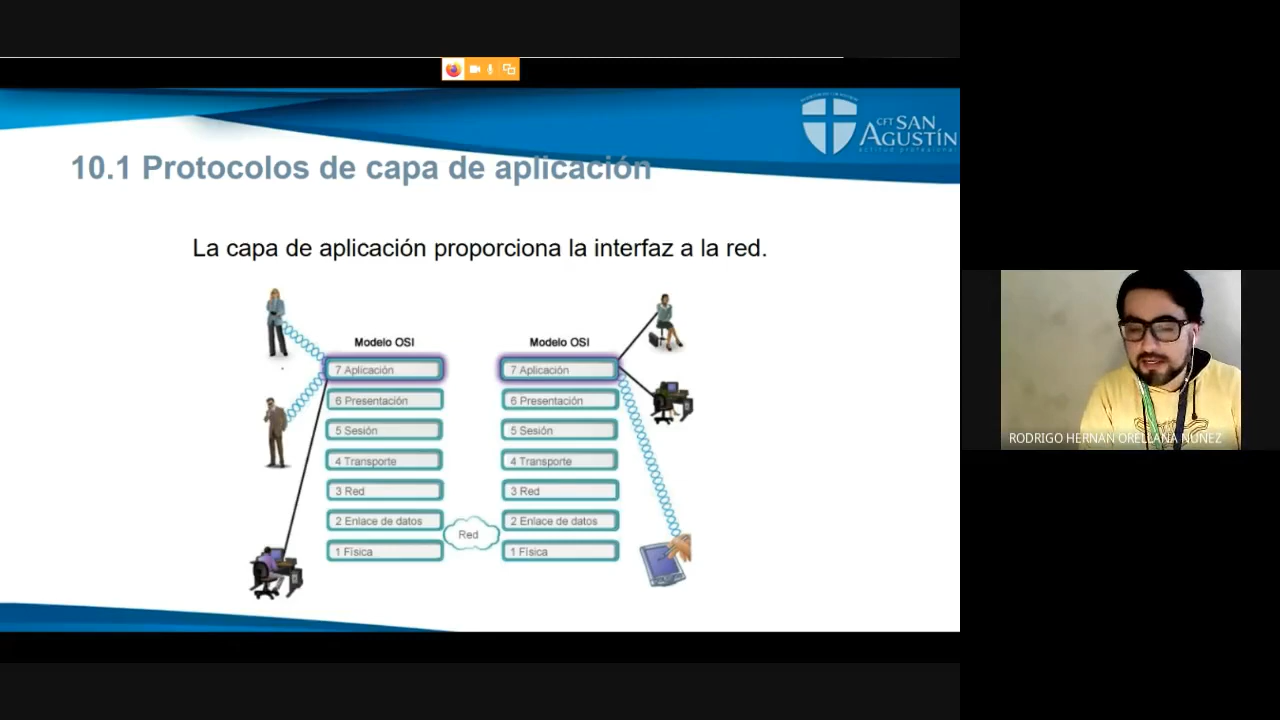 CFT SAN
AGUSTÍN
actitud profesional
10.1 Protocolos de capa de aplicación
La capa de aplicación proporciona la interfaz a la red.
Modelo OSI
7 Aplicación
6 Presentación
5 Sesión
4 Transporte
3 Red
2 Enlace de datos
1 Física
Red
Modelo OSI
7 Aplicación
6 Presentación
5 Sesión
4 Transporte
3 Red
2 Enlace de datos
1 Física
RODRIGO HERNAN ORELLANA NUNEZ